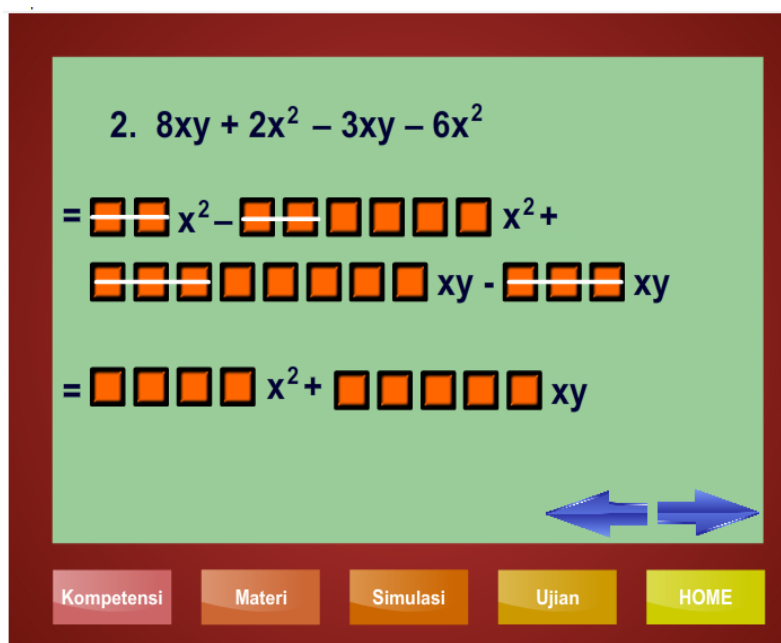 2. 8xy + 2x² – 3xy – 6x²
= x² – x² +
xy - xy
= x² + xy
Kompetensi Materi Simulasi Ujian HOME